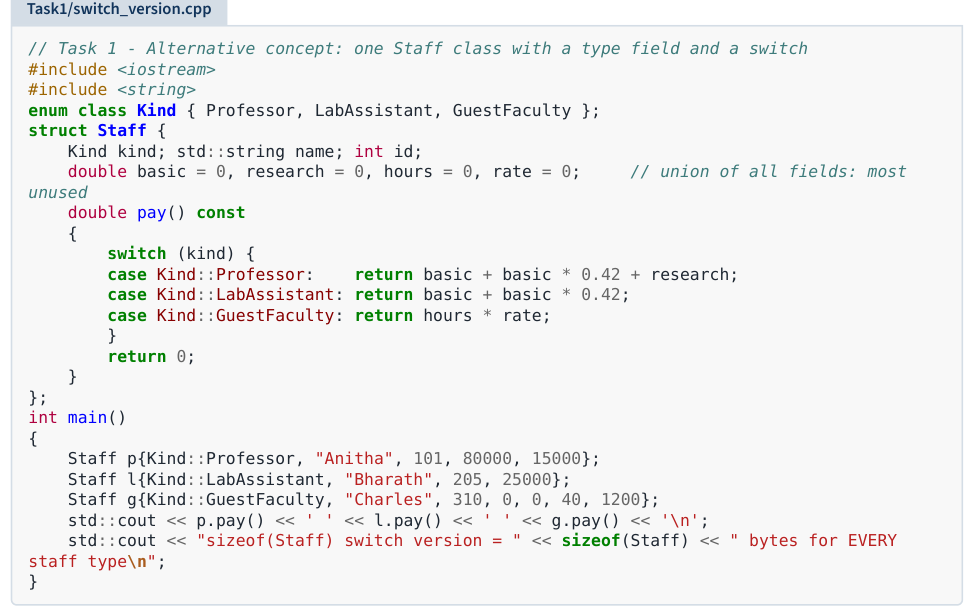 Task1/switch_version.cpp
// Task 1 - Alternative concept: one Staff class with a type field and a switch
#include <iostream>
#include <string>
enum class Kind { Professor, LabAssistant, GuestFaculty };
struct Staff {
    Kind kind; std::string name; int id;
    double basic = 0, research = 0, hours = 0, rate = 0;     // union of all fields: most
unused
    double pay() const
    {
        switch (kind) {
        case Kind::Professor:    return basic + basic * 0.42 + research;
        case Kind::LabAssistant: return basic + basic * 0.42;
        case Kind::GuestFaculty: return hours * rate;
        }
        return 0;
    }
};
int main()
{
    Staff p{Kind::Professor, "Anitha", 101, 80000, 15000};
    Staff l{Kind::LabAssistant, "Bharath", 205, 25000};
    Staff g{Kind::GuestFaculty, "Charles", 310, 0, 0, 40, 1200};
    std::cout << p.pay() << ' ' << l.pay() << ' ' << g.pay() << '\n';
    std::cout << "sizeof(Staff) switch version = " << sizeof(Staff) << " bytes for EVERY
staff type\n";
}